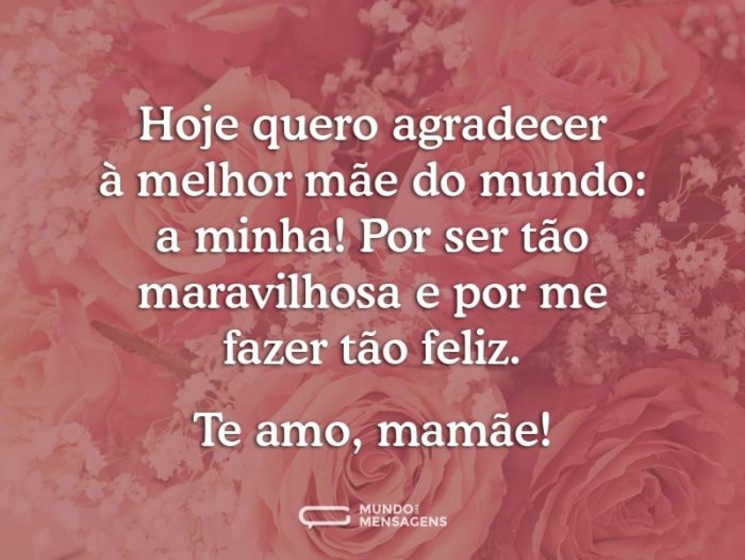 Hoje quero agradecer
à melhor mãe do mundo:
a minha! Por ser tão
maravilhosa e por me
fazer tão feliz.
Te amo, mamãe!
MUNDO DAS
MENSAGENS